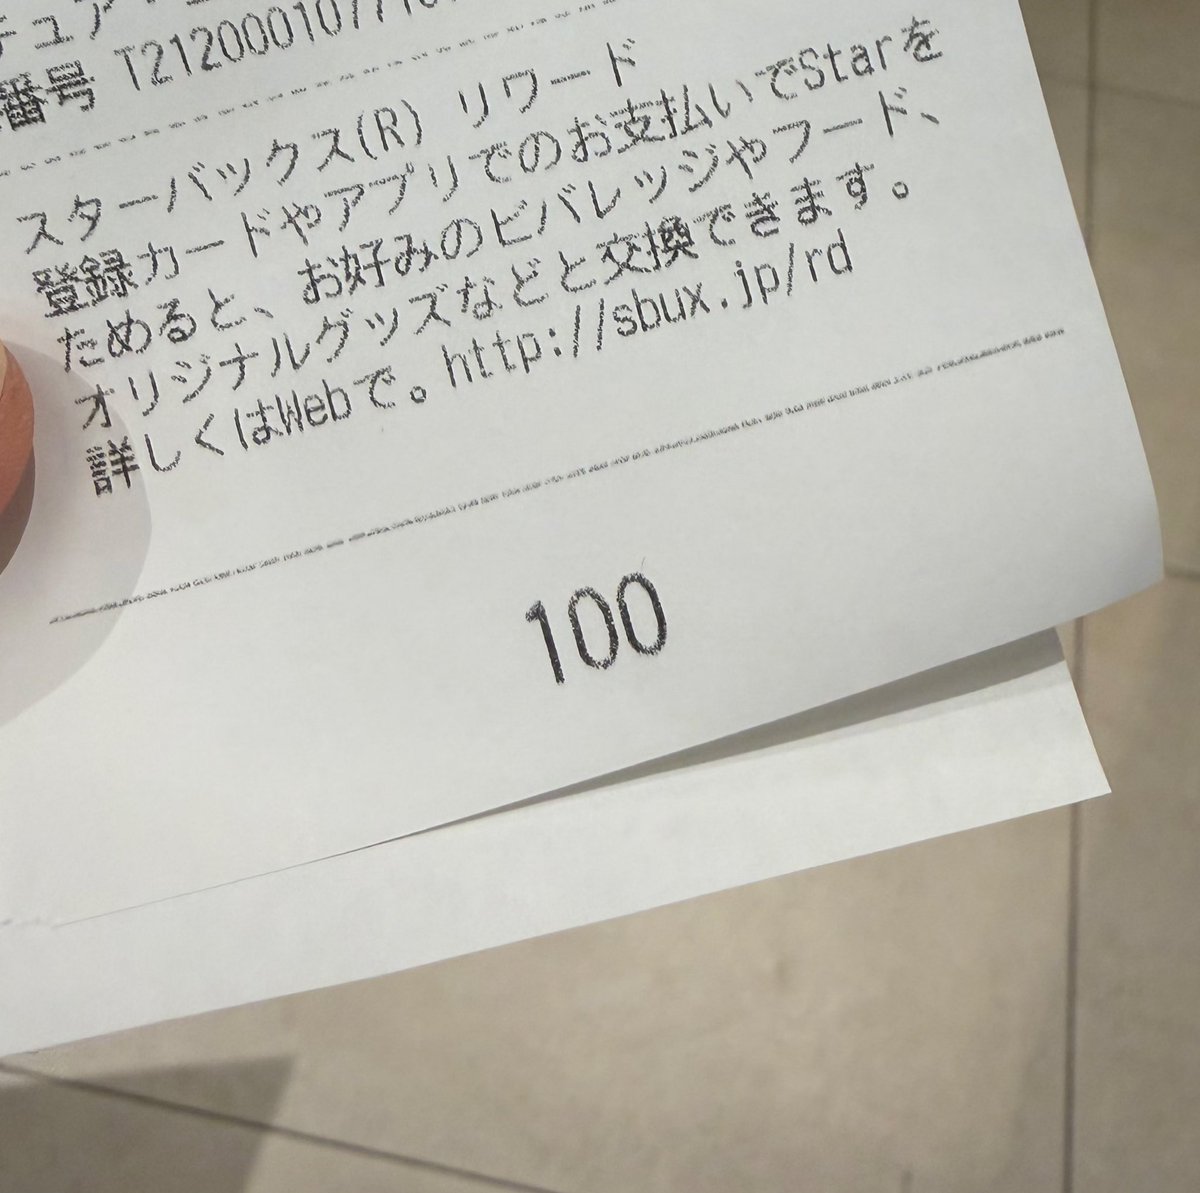 番号 T2120001077
スターバックス(R) リワード
登録カードやアプリでのお支払いでStarを
ためると、お好みのビバレッジやフード、
オリジナルグッズなどと交換できます。
詳しくはWebで。http://sbux.jp/rd
100